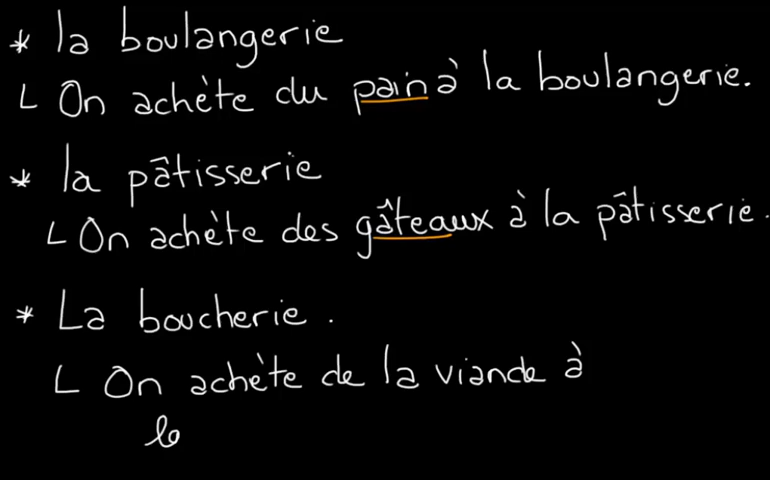 * la boulangerie
L On achète du pain à la boulangerie.
* la pâtisserie
L On achète des gâteaux à la pâtisserie.
* La boucherie.
L On achète de la viande à